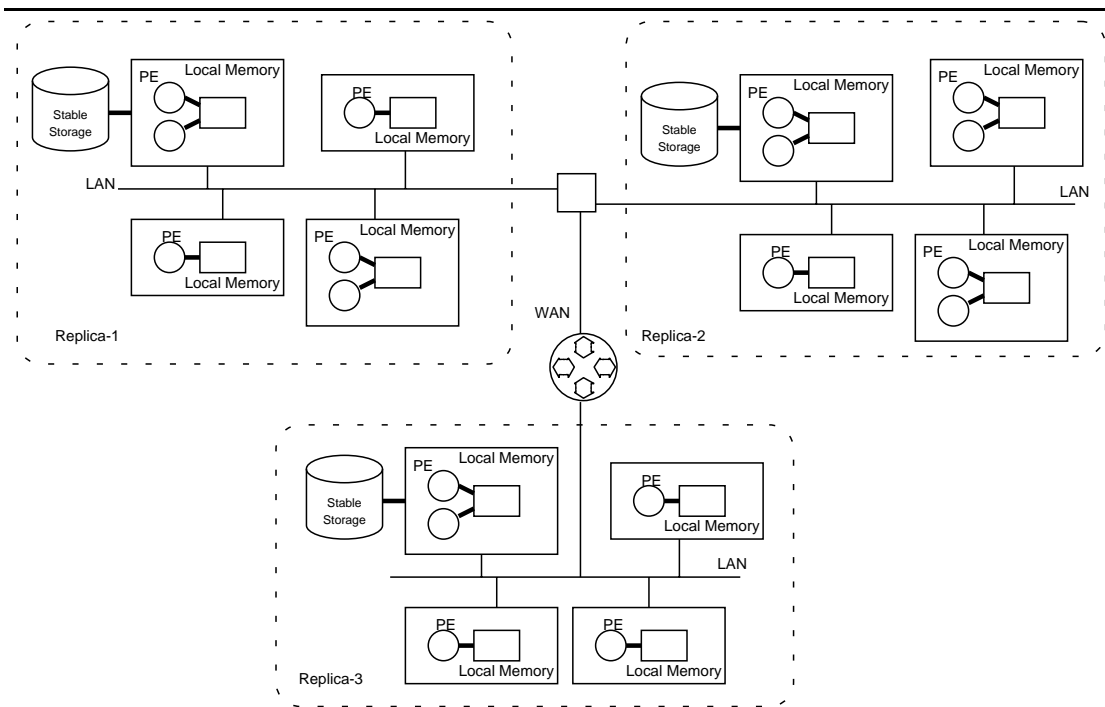 Local Memory
PE
Stable
Storage
PE
Local Memory
LAN
PE
Local Memory
Local Memory
PE
Replica-1
Local Memory
PE
Stable
Storage
Local Memory
PE
LAN
PE
Local Memory
Local Memory
PE
Replica-2
WAN
Local Memory
PE
Stable
Storage
PE
Local Memory
LAN
PE
Local Memory
PE
Local Memory
Replica-3